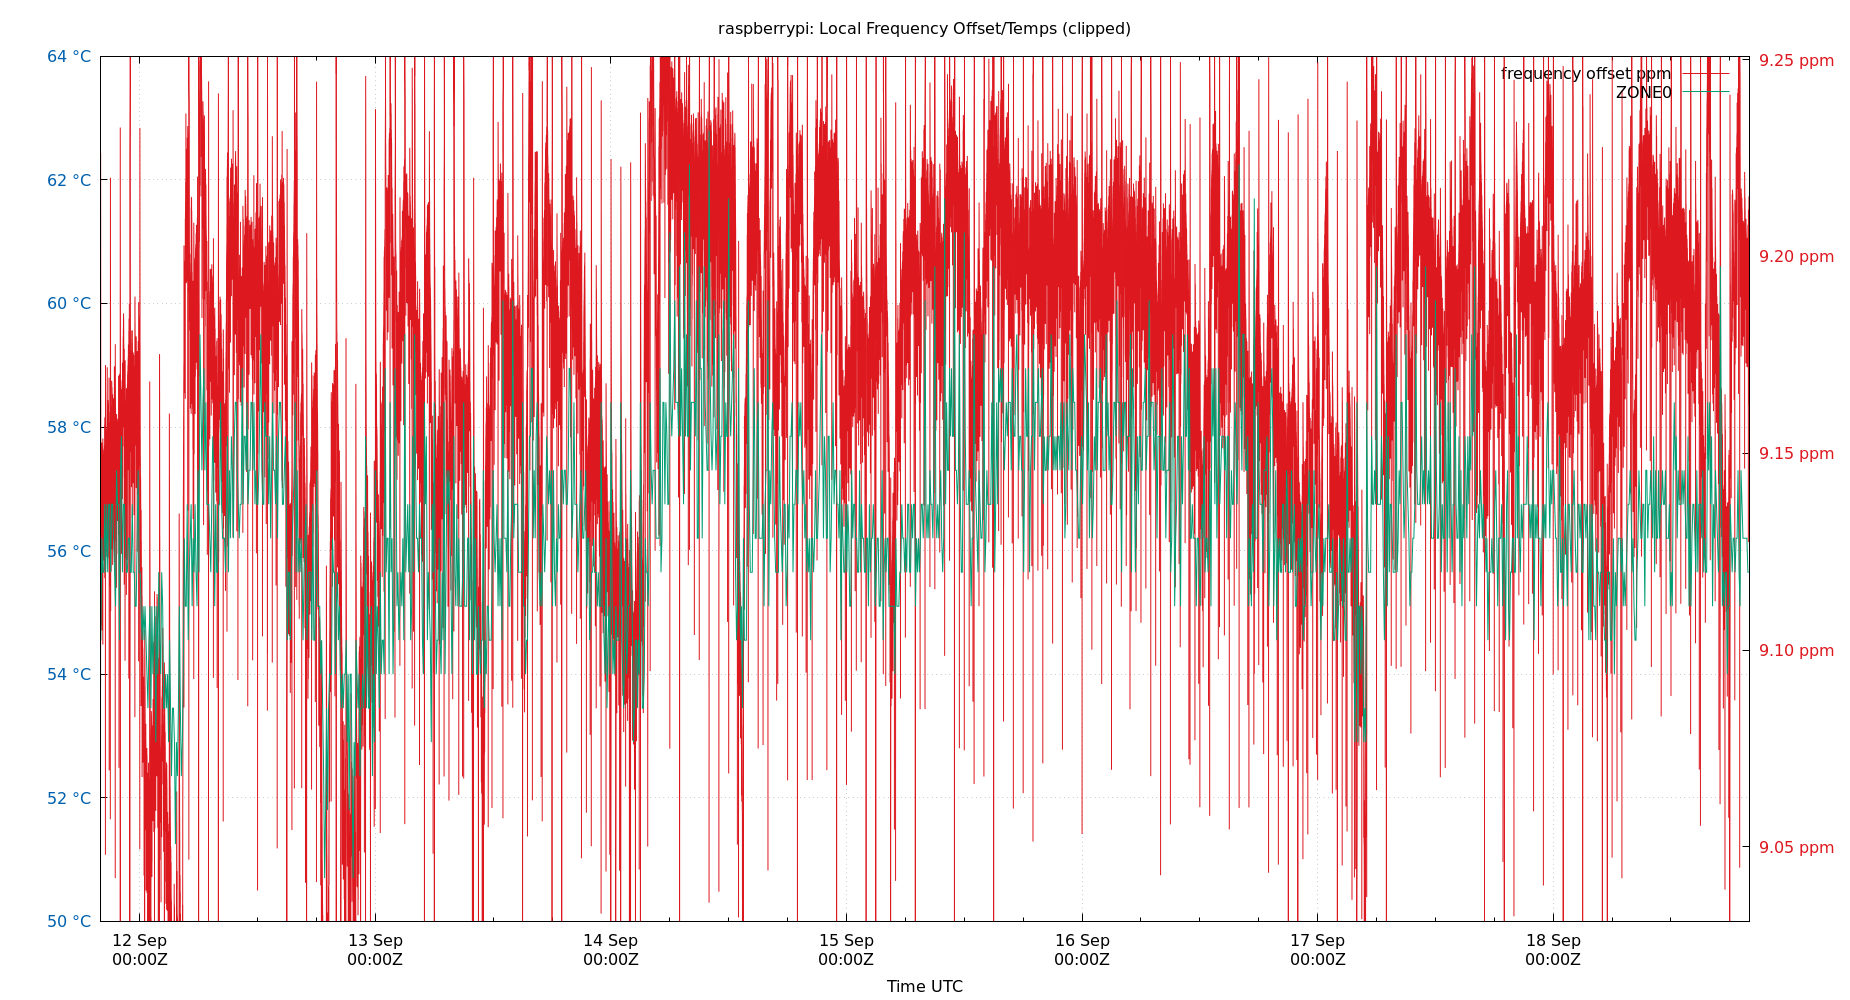 raspberrypi: Local Frequency Offset/Temps (clipped)
64 °C
62 °C
60 °C
58 °C
56 °C
54 °C
52 °C
50 °C
9.25 ppm
9.20 ppm
9.15 ppm
9.10 ppm
9.05 ppm
frequency offset ppm
ZONE0
12 Sep
00:00Z
13 Sep
00:00Z
14 Sep
00:00Z
15 Sep
00:00Z
16 Sep
00:00Z
17 Sep
00:00Z
18 Sep
00:00Z
Time UTC